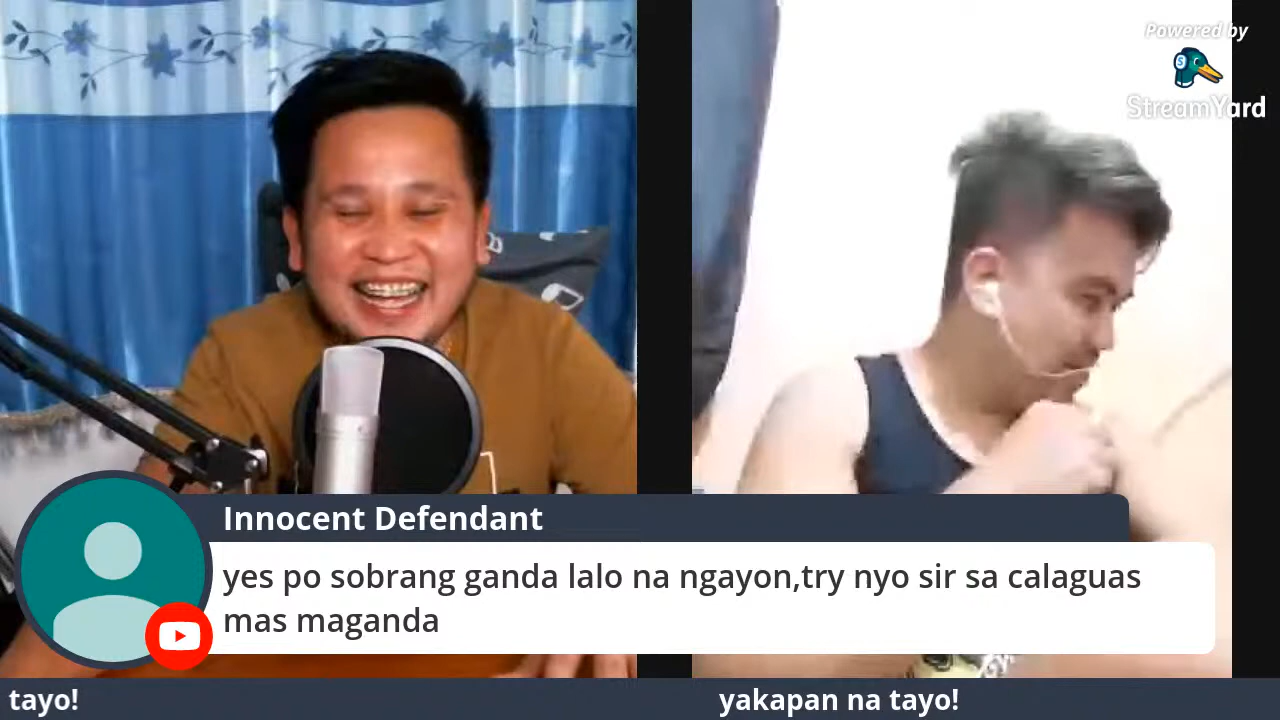 Powered by
StreamYard
Innocent Defendant
yes po sobrang ganda lalo na ngayon,try nyo sir sa calaguas
mas maganda
tayo!
yakapan na tayo!